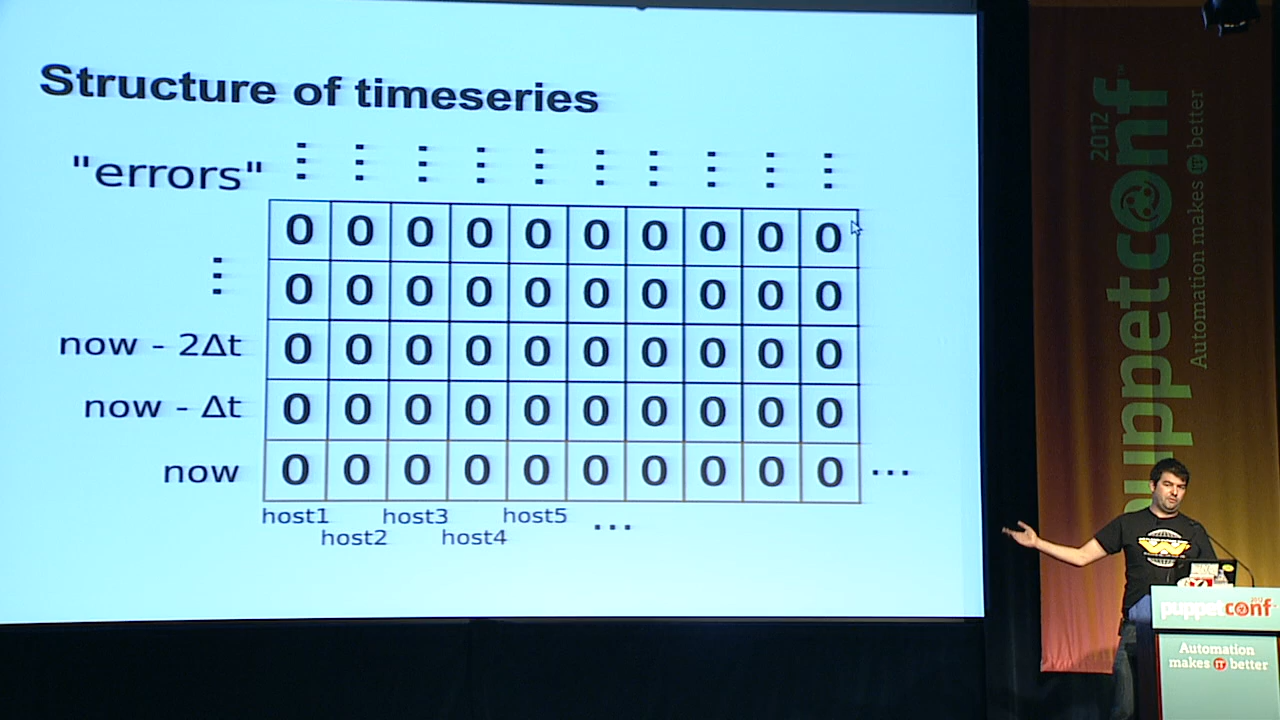 Structure of timeseries
"errors" ⋮ ⋮ ⋮ ⋮ ⋮ ⋮ ⋮ ⋮ ⋮ ⋮
0 0 0 0 0 0 0 0 0 0
⋮ 0 0 0 0 0 0 0 0 0 0
now - 2Δt 0 0 0 0 0 0 0 0 0 0
now - Δt 0 0 0 0 0 0 0 0 0 0
now 0 0 0 0 0 0 0 0 0 0 ...
host1 host2 host3 host4 host5 ...
puppetconf™ 2012
Automation makes IT better
puppetconf
Automation
makes IT better